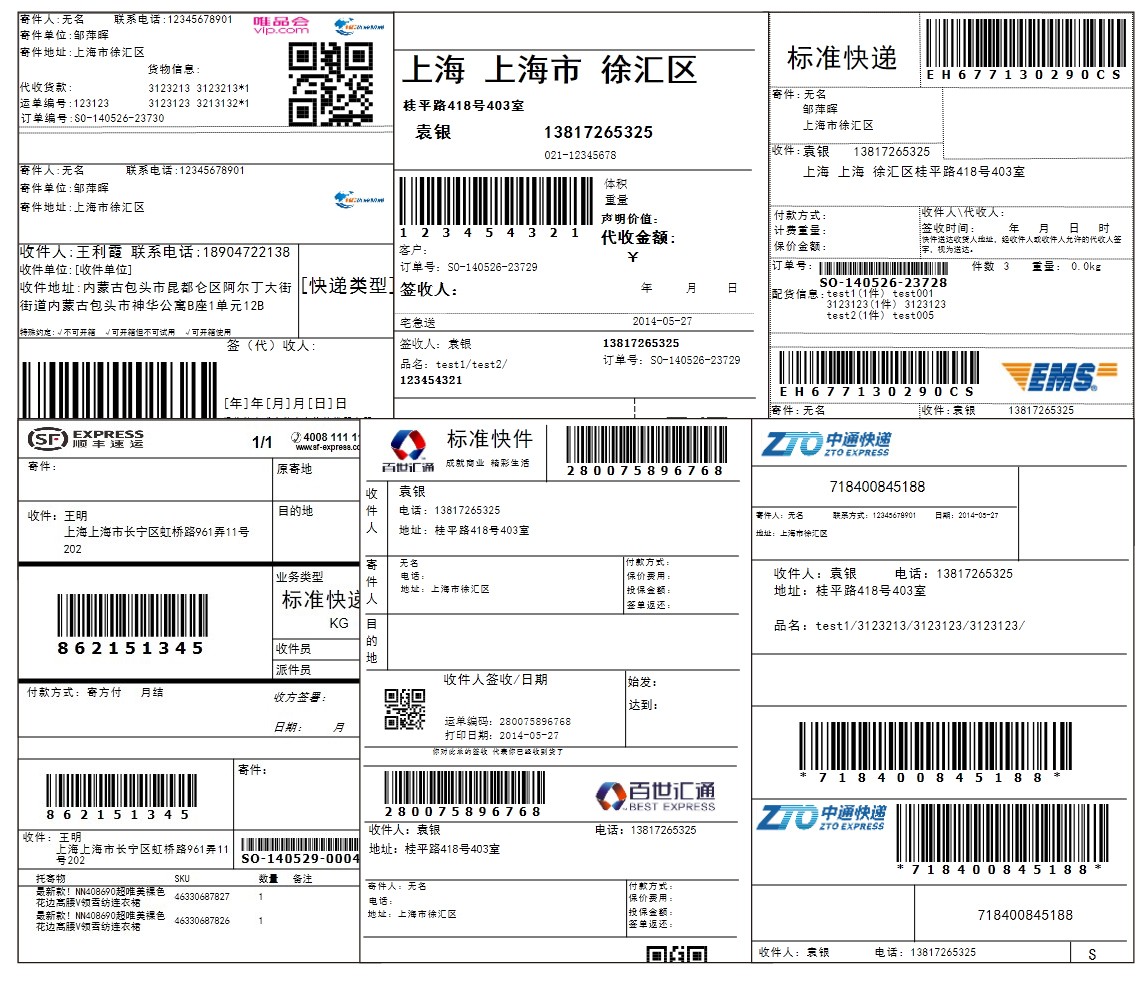 寄件人:无名 联系电话:12345678901
唯品会
vip.com
寄件单位:邹萍晖
寄件地址:上海市徐汇区
货物信息:
代收货款: 3123213 3123213*1
运单编号:123123 3123123 3213132*1
订单编号:SO-140526-23730
寄件人:无名 联系电话:12345678901
寄件单位:邹萍晖
寄件地址:上海市徐汇区
收件人:王利霞 联系电话:18904722138
收件单位:[收件单位]
收件地址:内蒙古包头市昆都仑区阿尔丁大街
街道内蒙古包头市神华公寓B座1单元12B
[快递类型]
特殊约定:√不可开箱 √可开箱但不可试用 √可开箱使用
签（代）收人:
[年]年[月]月[日]日
上海 上海市 徐汇区
桂平路418号403室
袁银 13817265325
021-12345678
体积
重量
声明价值:
代收金额:
￥
123454321
客户:
订单号: SO-140526-23729
签收人: 年 月 日
宅急送 2014-05-27
签收人: 袁银 13817265325
品名: test1/test2/ 订单号: SO-140526-23729
123454321
标准快递
EH677130290CS
寄件:无名
邹萍晖
上海市徐汇区
收件:袁银 13817265325
上海 上海 徐汇区桂平路418号403室
付款方式:
计费重量:
保价金额:
收件人\代收人:
签收时间: 年 月 日 时
快件送达收货人地址，经收件人或收件人允许的代收人签
字，视为送达。
订单号: 件数 3 重量: 0.0kg
SO-140526-23728
配货信息:test1(1件) test001
3123123(1件) 3123123
test2(1件) test005
EH677130290CS
EMS
寄件:无名 收件:袁银 13817265325
SF EXPRESS
顺丰速运
1/1
4008 111 1
www.sf-express.co
寄件:
原寄地
收件: 王明
上海上海市长宁区虹桥路961弄11号
202
目的地
862151345
业务类型
标准快递
KG
收件员
派件员
付款方式: 寄方付 月结
收方签署:
日期: 月
862151345
寄件:
收件: 王明
上海上海市长宁区虹桥路961弄11
号202
SO-140529-0004
托寄物 SKU 数量 备注
最新款! NN408690超唯美裸色
花边高腰V领雪纺连衣裙
46330687827 1
最新款! NN408690超唯美裸色
花边高腰V领雪纺连衣裙
46330687826 1
百世汇通
标准快件
成就商业 精彩生活
280075896768
收件人
袁银
电话: 13817265325
地址: 桂平路418号403室
寄件人
无名
电话:
地址: 上海市徐汇区
付款方式:
保价费用:
投保金额:
签单返还:
目的地
收件人签收/日期
运单编码: 280075896768
打印日期: 2014-05-27
始发:
达到:
你对此单的签收 代表你已经收到货了
280075896768
百世汇通
BEST EXPRESS
收件人: 袁银 电话: 13817265325
地址: 桂平路418号403室
寄件人: 无名
电话:
地址: 上海市徐汇区
付款方式:
保价费用:
投保金额:
签单返还:
ZTO 中通快递
ZTO EXPRESS
718400845188
寄件人: 无名 联系方式: 12345678901 日期: 2014-05-27
地址: 上海市徐汇区
收件人: 袁银 电话: 13817265325
地址: 桂平路418号403室
品名: test1/3123213/3123123/3123123/
*718400845188*
ZTO 中通快递
ZTO EXPRESS
*718400845188*
718400845188
收件人: 袁银 电话: 13817265325
S